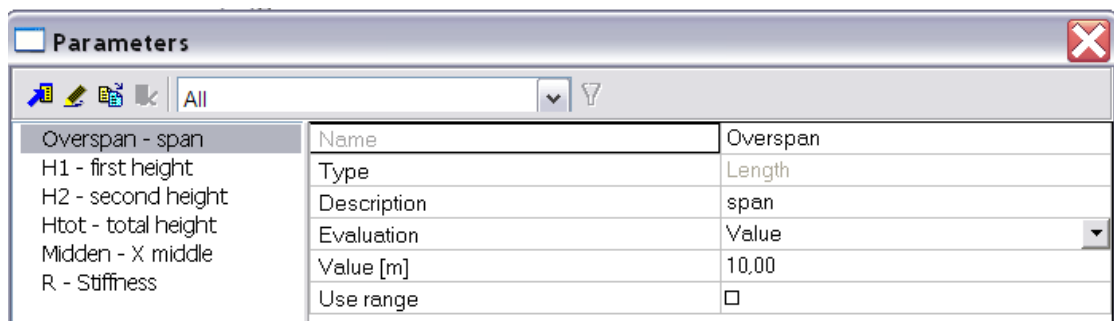 Parameters
All
Overspan - span
H1 - first height
H2 - second height
Htot - total height
Midden - X middle
R - Stiffness
Name Overspan
Type Length
Description span
Evaluation Value
Value [m] 10,00
Use range